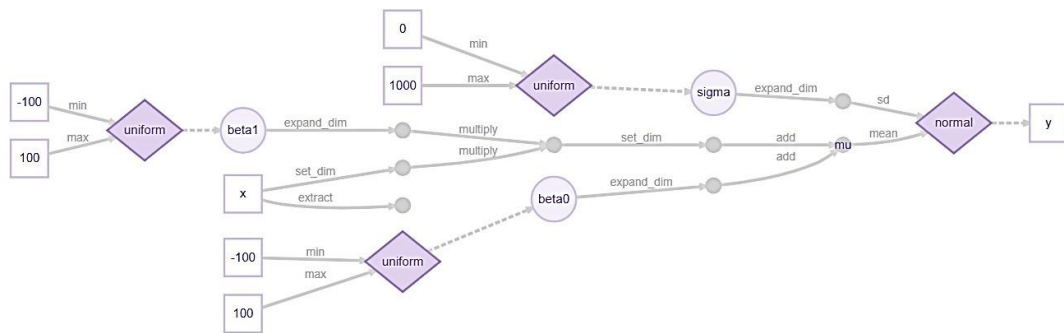 0
min
1000
max
uniform
sigma
expand_dim
sd
-100
min
100
max
uniform
beta1
expand_dim
multiply
multiply
set_dim
add
add
mu
mean
normal
y
x
set_dim
extract
beta0
expand_dim
-100
min
100
max
uniform